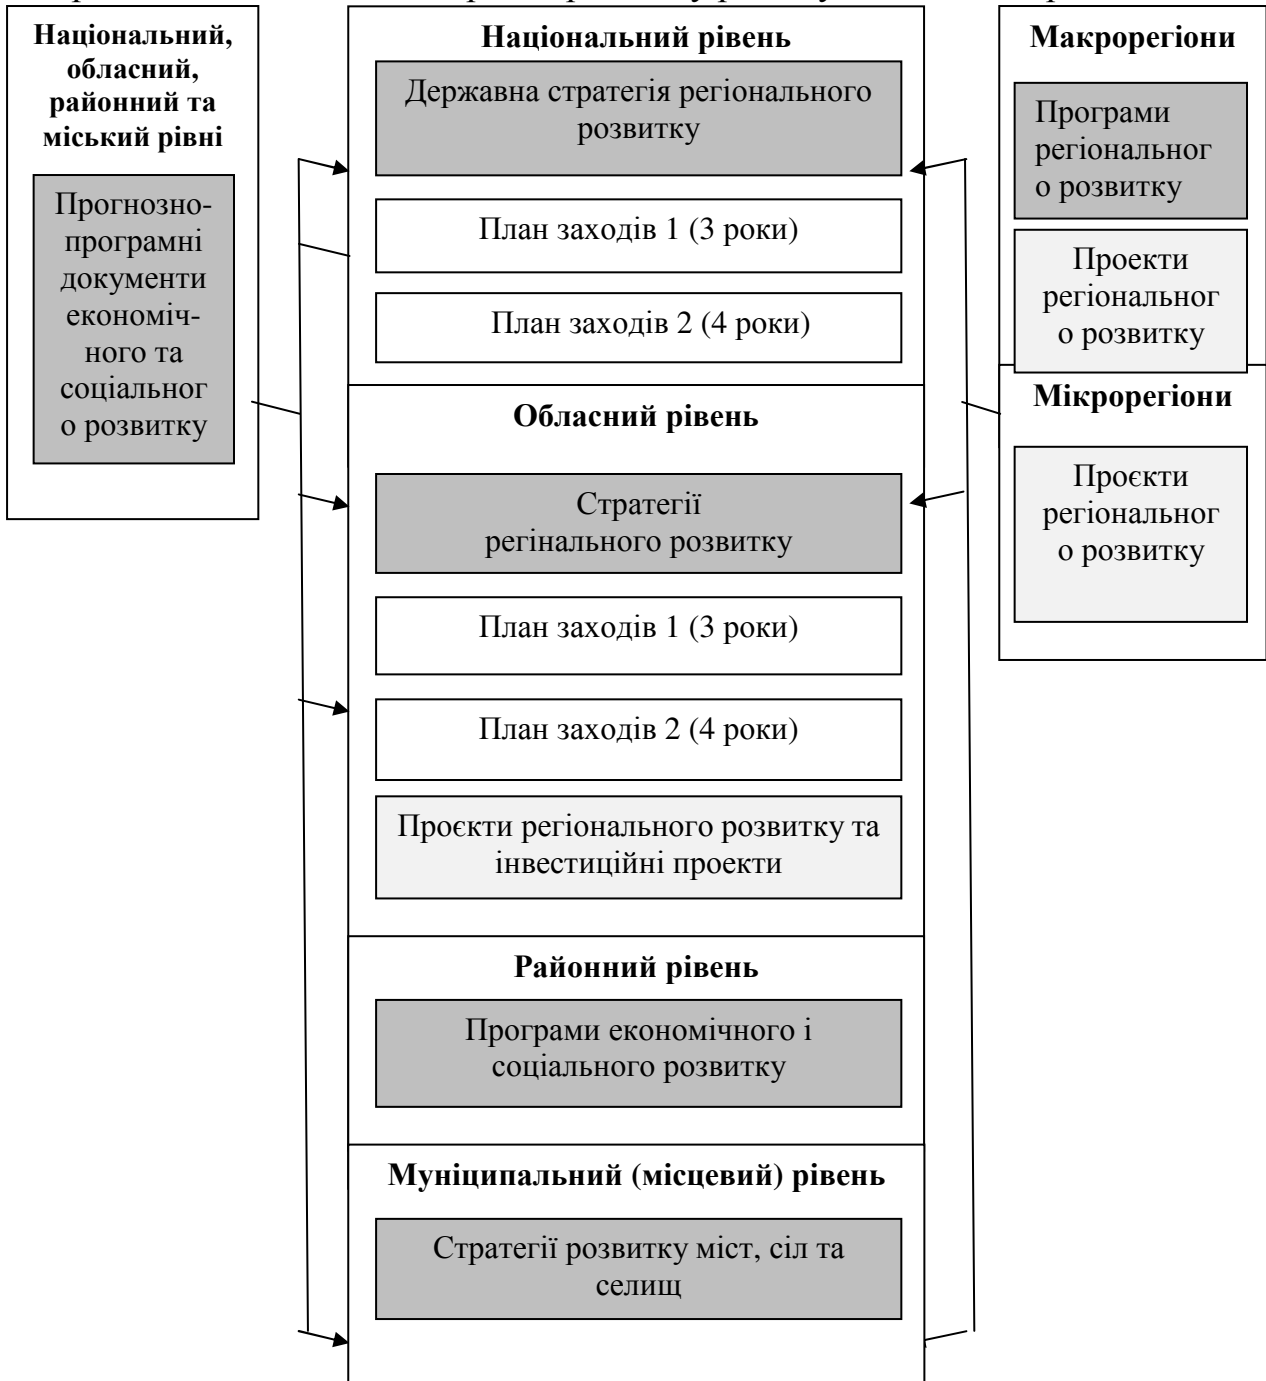 Національний,
обласний,
районний та
міський рівні
Прогнозно-
програмні
документи
економіч-
ного та
соціальног
о розвитку
Національний рівень
Державна стратегія регіонального
розвитку
План заходів 1 (3 роки)
План заходів 2 (4 роки)
Обласний рівень
Стратегії
регінального розвитку
План заходів 1 (3 роки)
План заходів 2 (4 роки)
Проєкти регіонального розвитку та
інвестиційні проекти
Районний рівень
Програми економічного і
соціального розвитку
Муніципальний (місцевий) рівень
Стратегії розвитку міст, сіл та
селищ
Макрорегіони
Програми
регіональног
о розвитку
Проекти
регіональног
о розвитку
Мікрорегіони
Проєкти
регіональног
о розвитку